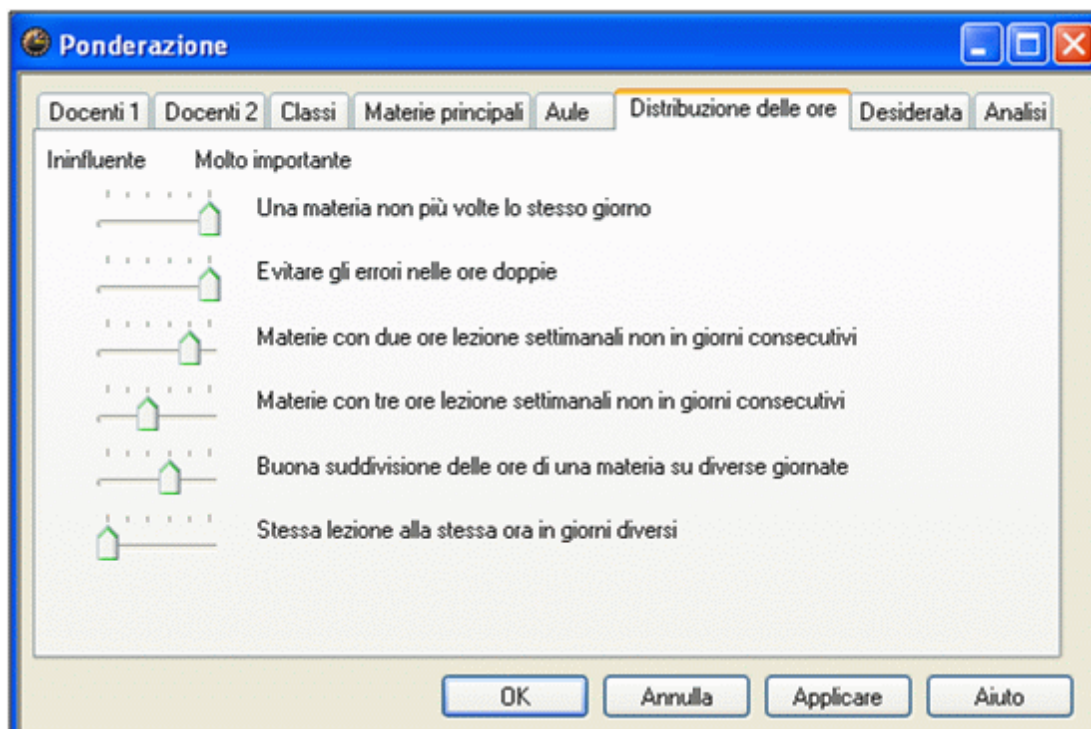 Ponderazione
Docenti 1 Docenti 2 Classi Materie principali Aule Distribuzione delle ore Desiderata Analisi
Ininfluente Molto importante
Una materia non più volte lo stesso giorno
Evitare gli errori nelle ore doppie
Materie con due ore lezione settimanali non in giorni consecutivi
Materie con tre ore lezione settimanali non in giorni consecutivi
Buona suddivisione delle ore di una materia su diverse giornate
Stessa lezione alla stessa ora in giorni diversi
OK Annulla Applicare Aiuto